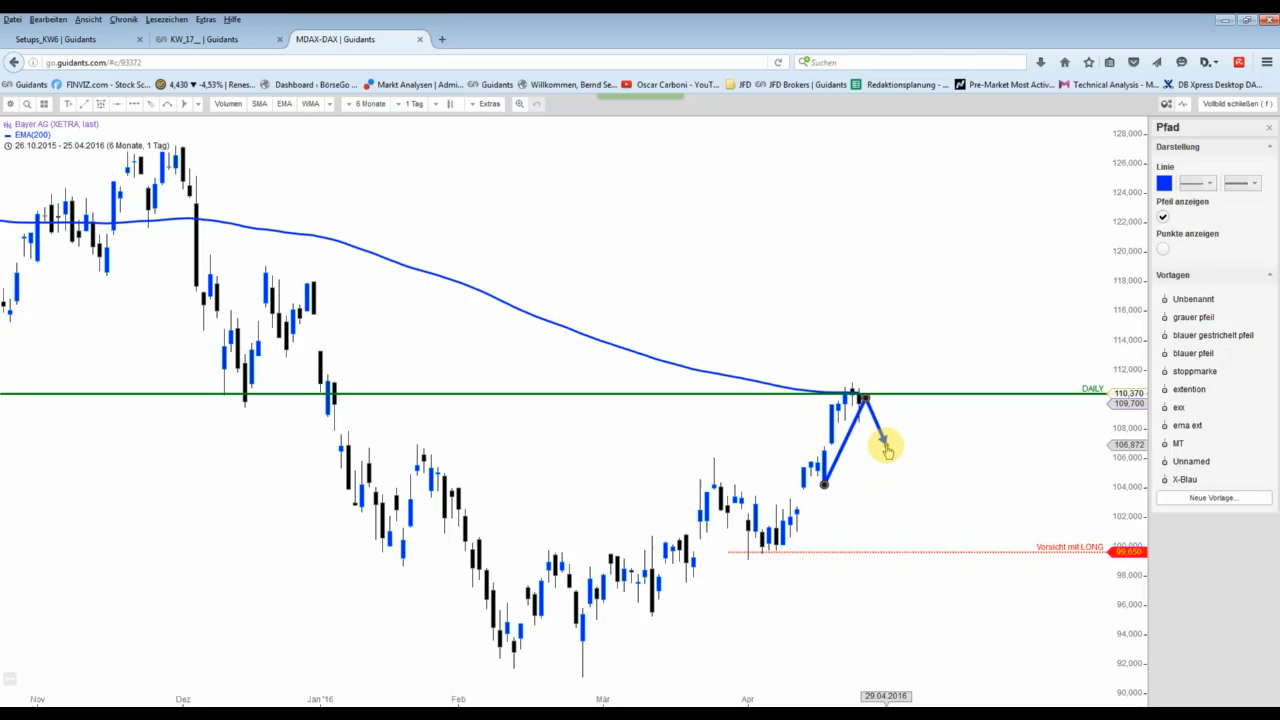 Datei Bearbeiten Ansicht Chronik Lesezeichen Extras Hilfe
Setups_KW6 | Guidants × KW_17__ | Guidants × MDAX-DAX | Guidants × +
go.guidants.com/#c/93372 Suchen
Guidants FINVIZ.com - Stock Sc... 4,430 ▾ -4,53% | Renes... Dashboard ‹ BörseGo ... Markt Analysen | Admi... Guidants Willkommen, Bernd Se... Oscar Carboni - YouT... JFD JFD Brokers | Guidants Redaktionsplanung - ... Pre-Market Most Activ... Technical Analysis - M... DB Xpress Desktop DA...
Volumen SMA EMA WMA 6 Monate 1 Tag Extras Vollbild schließen ( f )
Bayer AG (XETRA, last)
EMA(200)
26.10.2015 - 25.04.2016 (6 Monate, 1 Tag)
128,000
126,000
124,000
122,000
120,000
118,000
116,000
114,000
112,000
DAILY 110,370
109,700
108,000
106,872
106,000
104,000
102,000
100,000
Vorsicht mit LONG 99,650
98,000
96,000
94,000
92,000
90,000
Nov Dez Jan '16 Feb Mär Apr 29.04.2016
Pfad ×
Darstellung
Linie
Pfeil anzeigen
Punkte anzeigen
Vorlagen
Unbenannt
grauer pfeil
blauer gestrichelt pfeil
blauer pfeil
stoppmarke
extention
exx
ema ext
MT
Unnamed
X-Blau
Neue Vorlage...